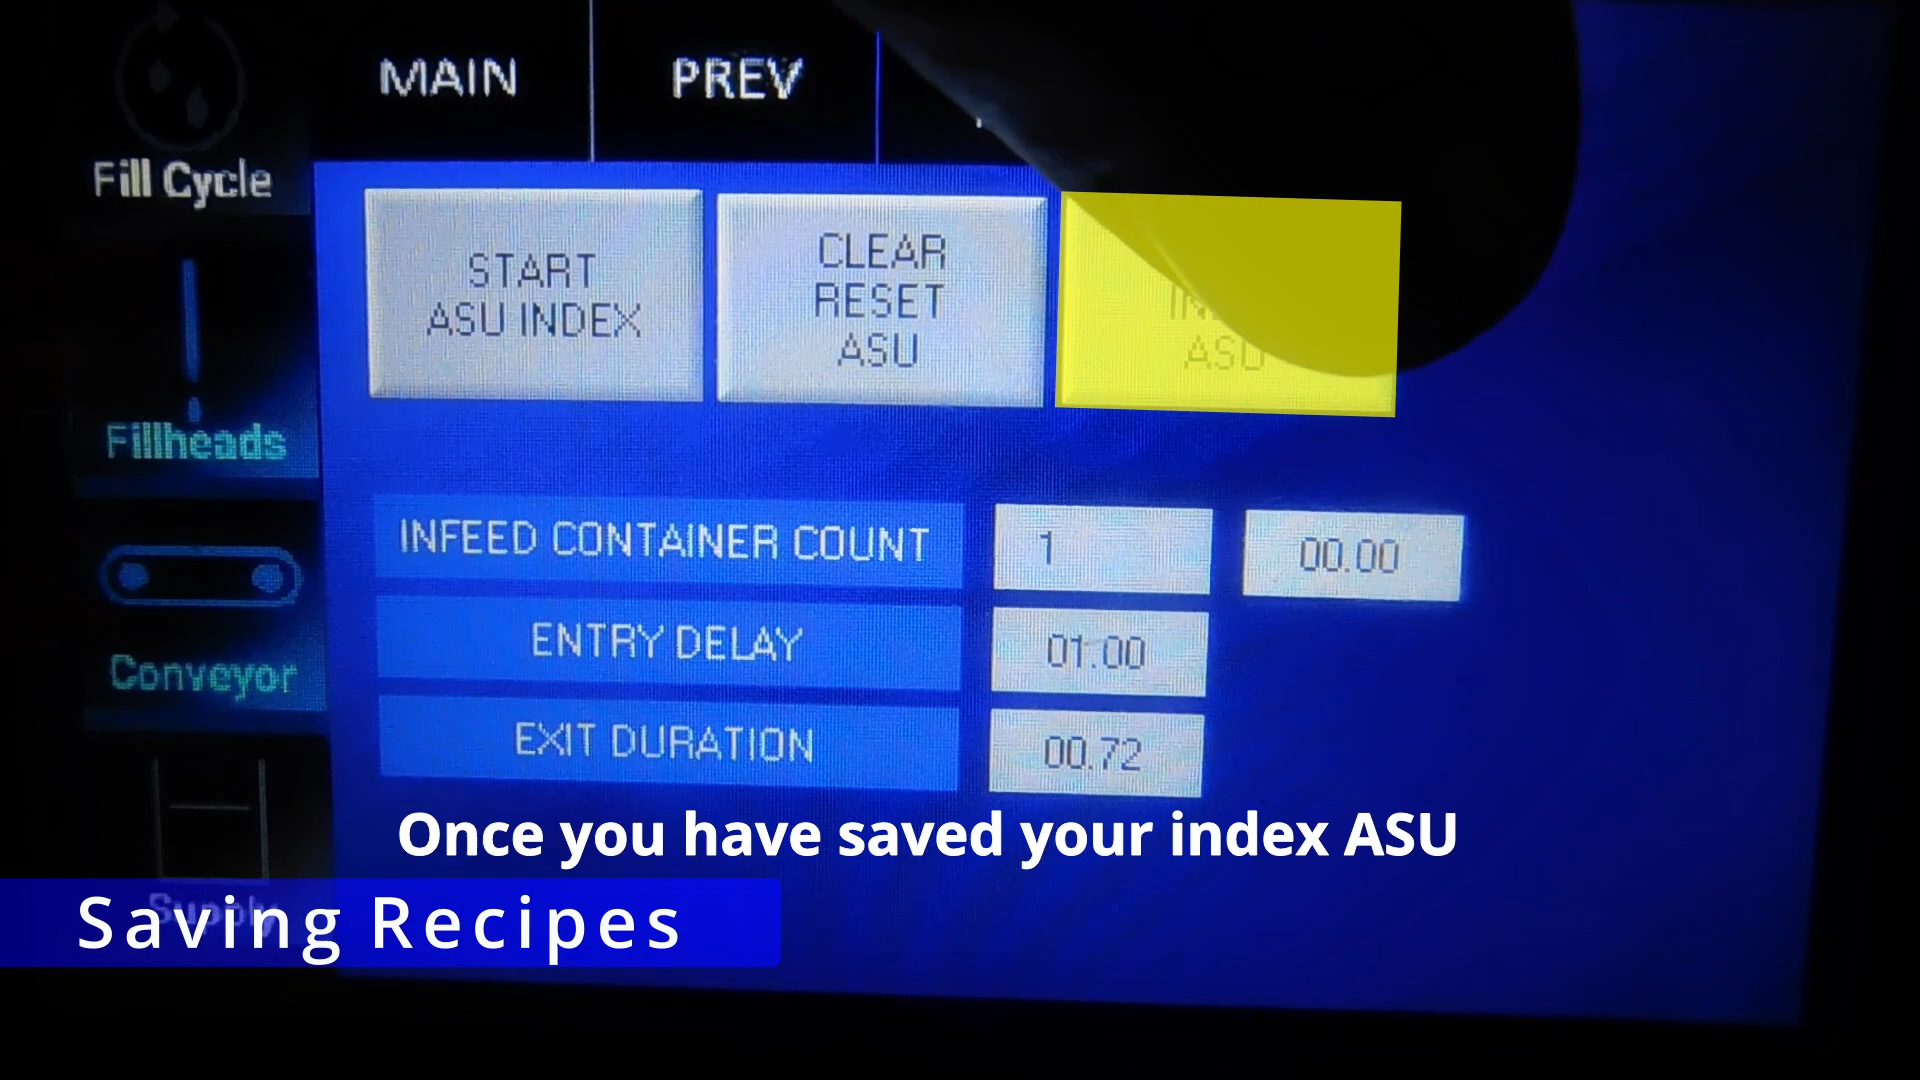 MAIN
PREV
Fill Cycle
START
ASU INDEX
CLEAR
RESET
ASU
ASU
Fillheads
INFEED CONTAINER COUNT
1
00.00
ENTRY DELAY
01:00
Conveyor
EXIT DURATION
00.72
Once you have saved your index ASU
Supply
Saving Recipes